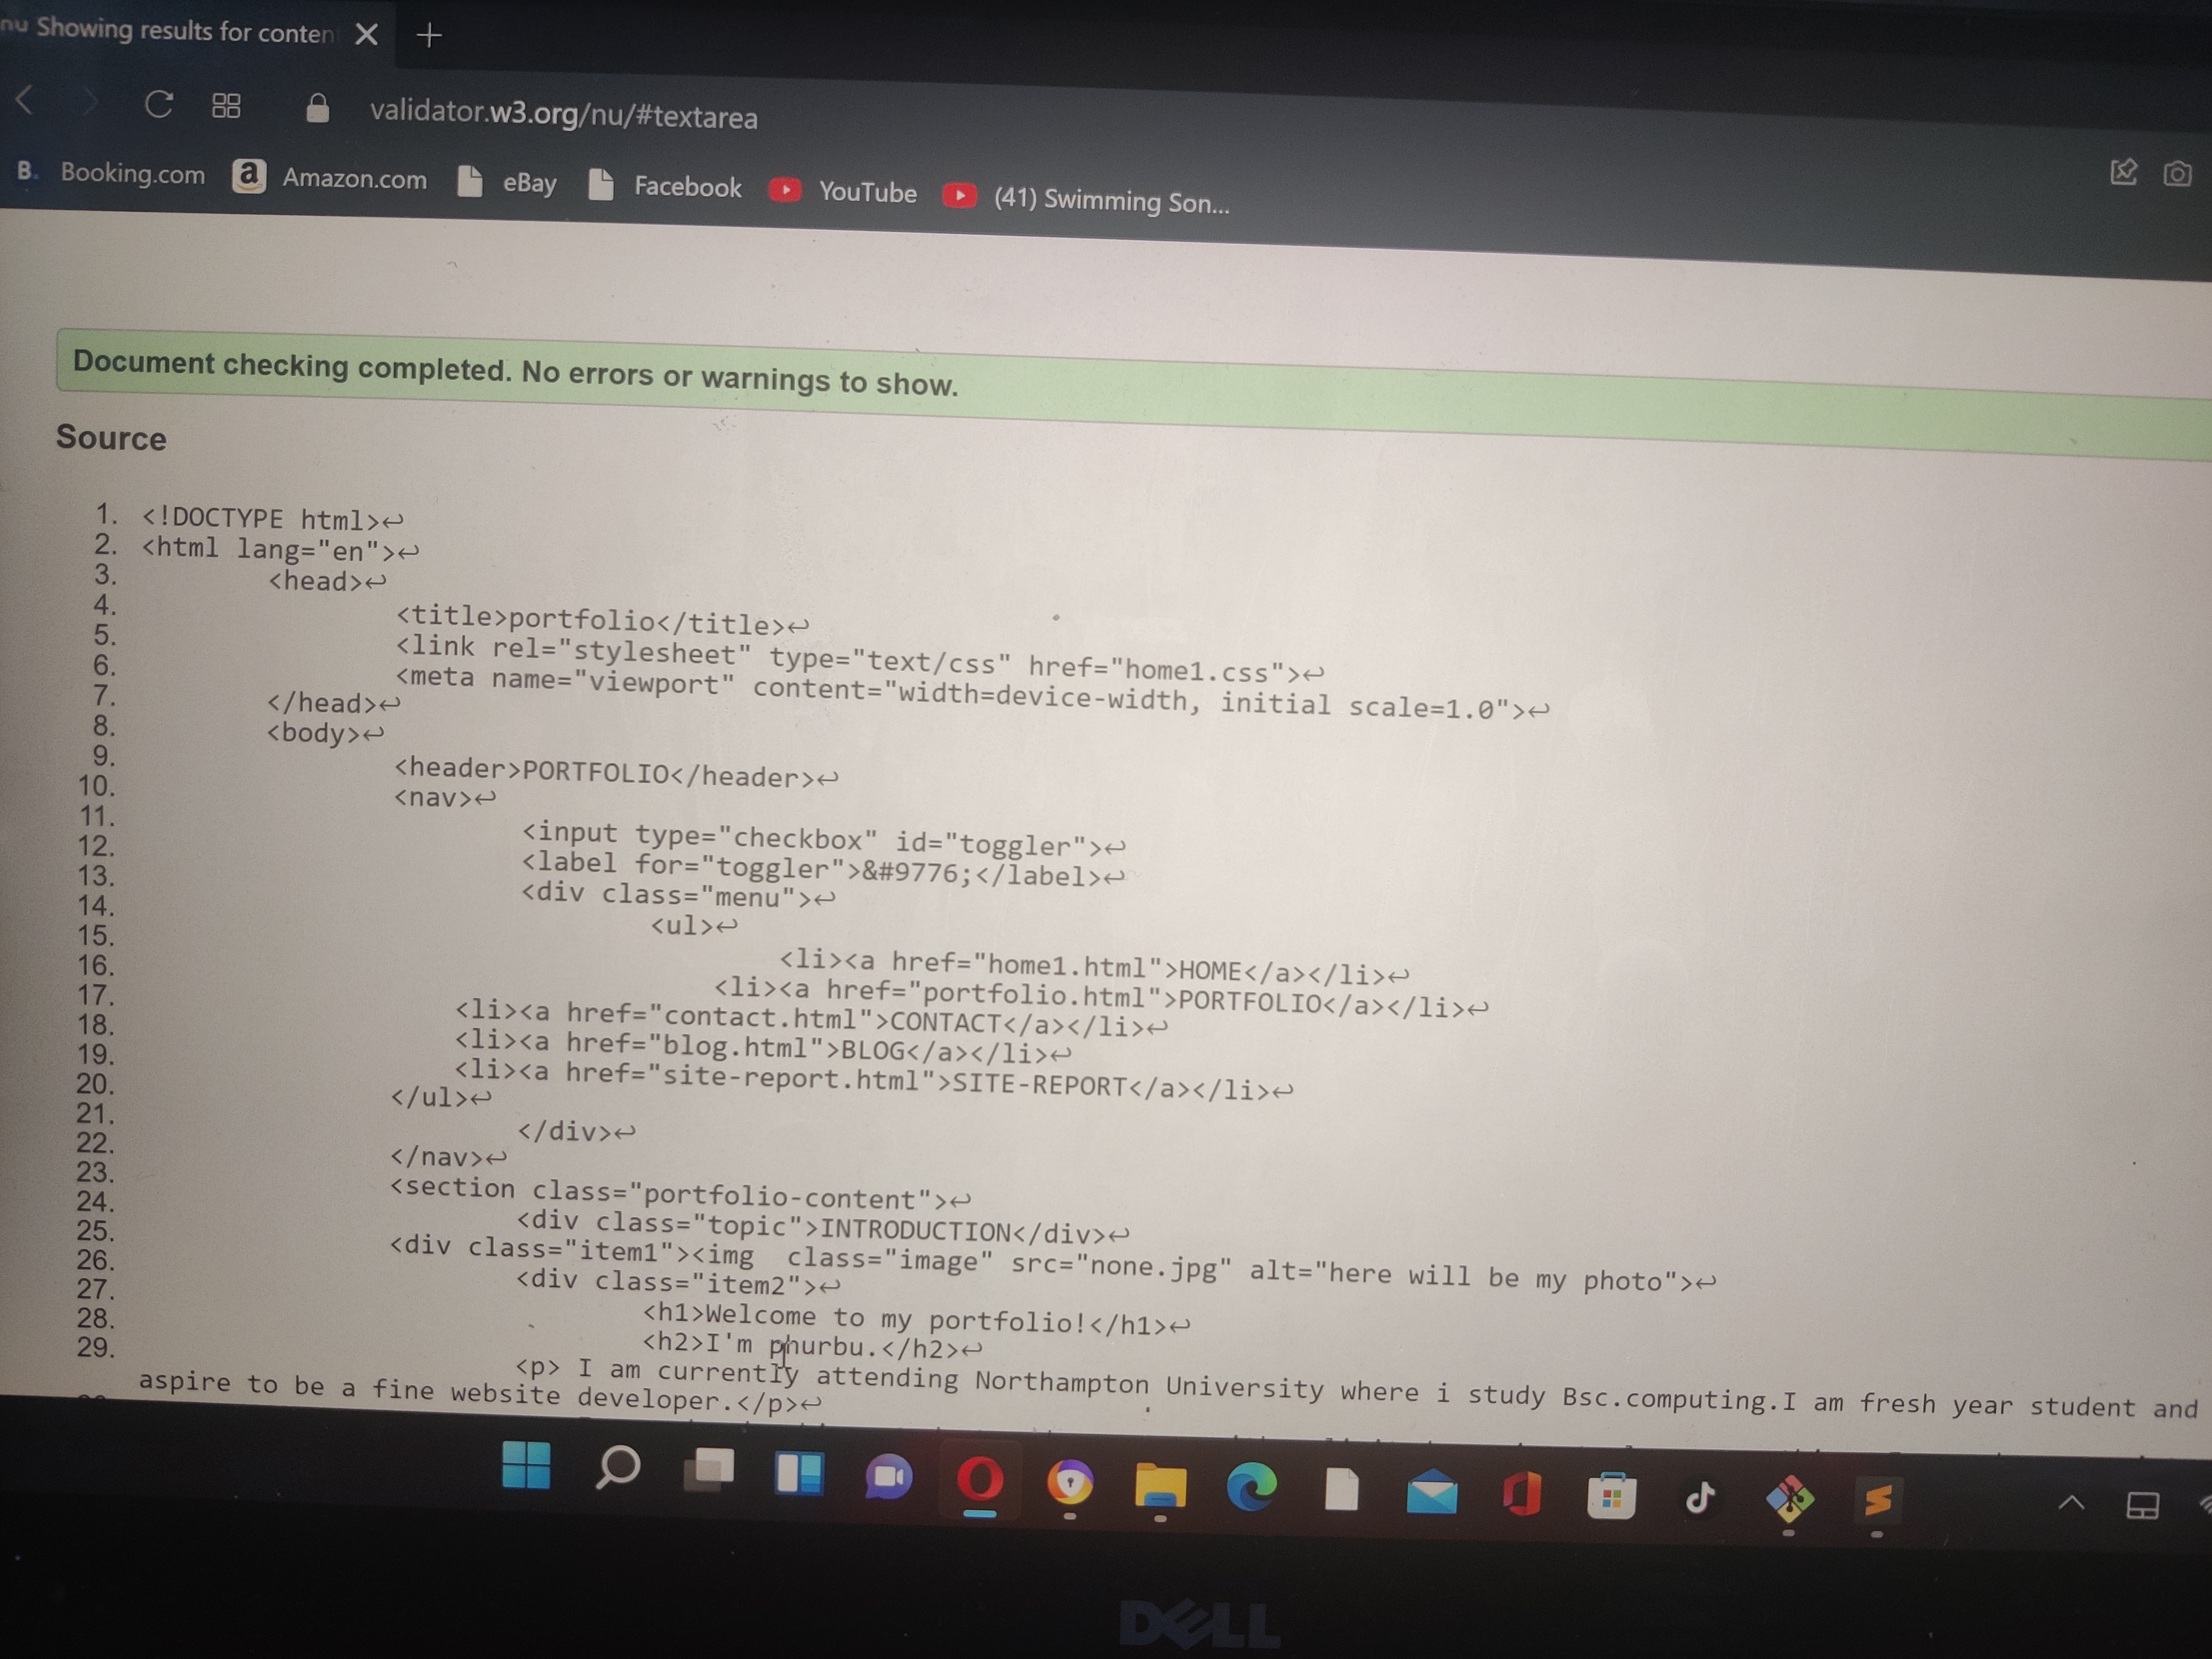 nu Showing results for conten
validator.w3.org/nu/#textarea
B. Booking.com a Amazon.com eBay Facebook YouTube (41) Swimming Son...
Document checking completed. No errors or warnings to show.
Source
1. <!DOCTYPE html>↩
2. <html lang="en">↩
3. <head>↩
4. <title>portfolio</title>↩
5. <link rel="stylesheet" type="text/css" href="home1.css">↩
6. <meta name="viewport" content="width=device-width, initial scale=1.0">↩
7. </head>↩
8. <body>↩
9. <header>PORTFOLIO</header>↩
10. <nav>↩
11. <input type="checkbox" id="toggler">↩
12. <label for="toggler">&#9776;</label>↩
13. <div class="menu">↩
14. <ul>↩
15. <li><a href="home1.html">HOME</a></li>↩
16. <li><a href="portfolio.html">PORTFOLIO</a></li>↩
17. <li><a href="contact.html">CONTACT</a></li>↩
18. <li><a href="blog.html">BLOG</a></li>↩
19. <li><a href="site-report.html">SITE-REPORT</a></li>↩
20. </ul>↩
21. </div>↩
22. </nav>↩
23. <section class="portfolio-content">↩
24. <div class="topic">INTRODUCTION</div>↩
25. <div class="item1"><img  class="image" src="none.jpg" alt="here will be my photo">↩
26. <div class="item2">↩
27. <h1>Welcome to my portfolio!</h1>↩
28. <h2>I'm phurbu.</h2>↩
29. <p> I am currently attending Northampton University where i study Bsc.computing.I am fresh year student and
aspire to be a fine website developer.</p>↩
DELL